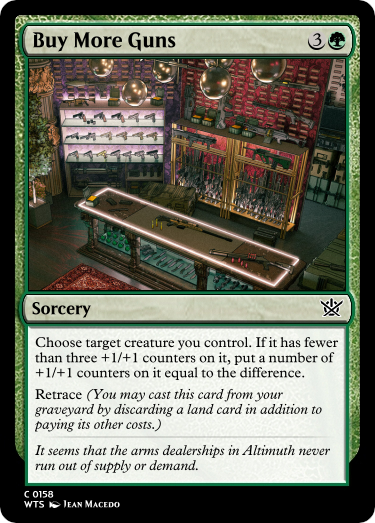 Buy More Guns 3
Sorcery
Choose target creature you control. If it has fewer
than three +1/+1 counters on it, put a number of
+1/+1 counters on it equal to the difference.
Retrace (You may cast this card from your
graveyard by discarding a land card in addition to
paying its other costs.)
It seems that the arms dealerships in Altimuth never
run out of supply or demand.
C 0158
WTS Jean Macedo